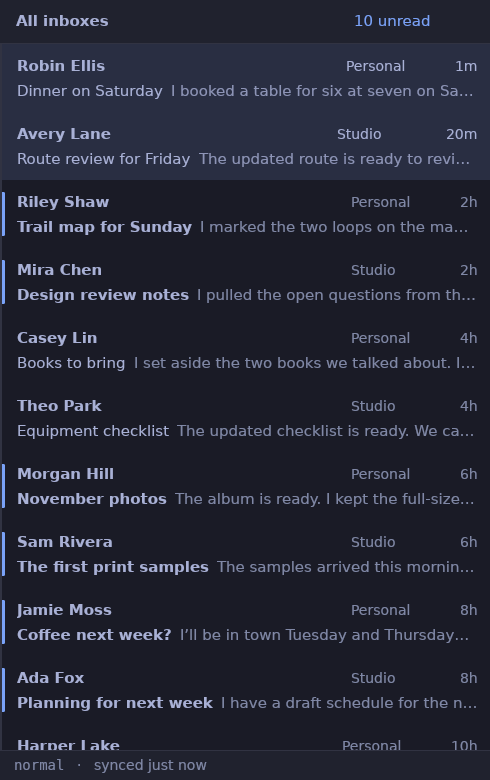 All inboxes 10 unread
Robin Ellis Personal 1m
Dinner on Saturday I booked a table for six at seven on Sa…
Avery Lane Studio 20m
Route review for Friday The updated route is ready to revi…
Riley Shaw Personal 2h
Trail map for Sunday I marked the two loops on the ma…
Mira Chen Studio 2h
Design review notes I pulled the open questions from th…
Casey Lin Personal 4h
Books to bring I set aside the two books we talked about. I…
Theo Park Studio 4h
Equipment checklist The updated checklist is ready. We ca…
Morgan Hill Personal 6h
November photos The album is ready. I kept the full-size…
Sam Rivera Studio 6h
The first print samples The samples arrived this mornin…
Jamie Moss Personal 8h
Coffee next week? I’ll be in town Tuesday and Thursday…
Ada Fox Studio 8h
Planning for next week I have a draft schedule for the n…
Harper Lake Personal 10h
normal · synced just now